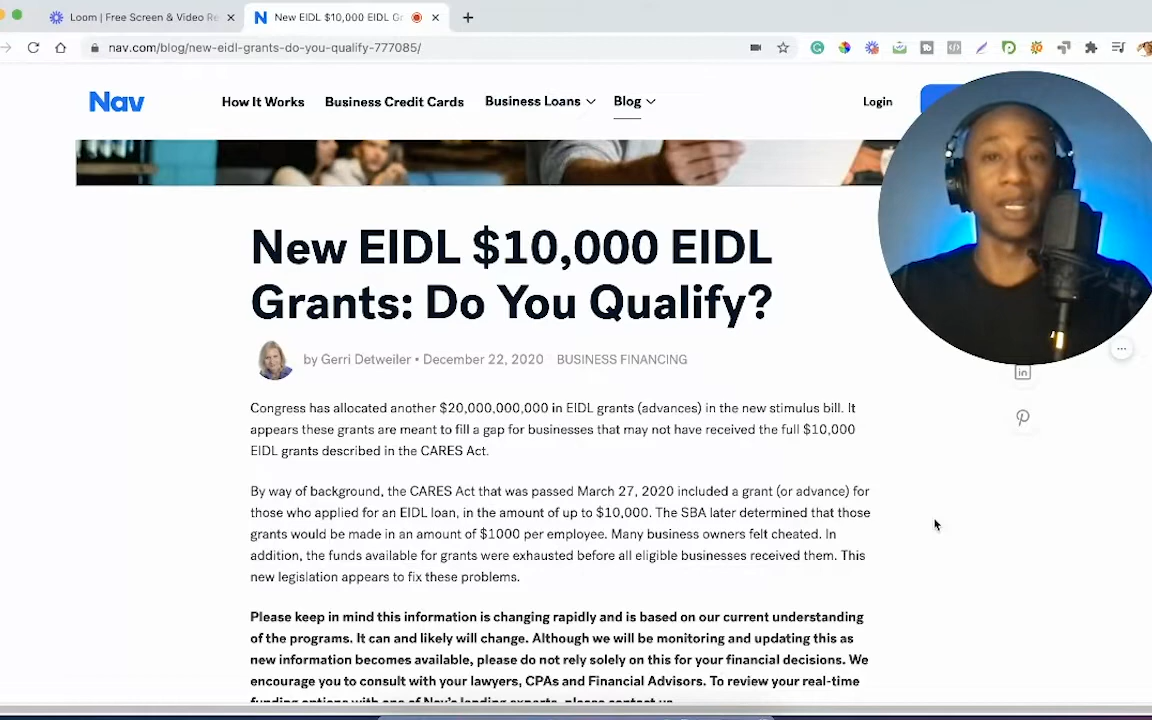 Loom | Free Screen & Video Re
New EIDL $10,000 EIDL Gr
nav.com/blog/new-eidl-grants-do-you-qualify-777085/
Nav
How It Works
Business Credit Cards
Business Loans
Blog
Login
New EIDL $10,000 EIDL
Grants: Do You Qualify?
by Gerri Detweiler • December 22, 2020 BUSINESS FINANCING
Congress has allocated another $20,000,000,000 in EIDL grants (advances) in the new stimulus bill. It
appears these grants are meant to fill a gap for businesses that may not have received the full $10,000
EIDL grants described in the CARES Act.
By way of background, the CARES Act that was passed March 27, 2020 included a grant (or advance) for
those who applied for an EIDL loan, in the amount of up to $10,000. The SBA later determined that those
grants would be made in an amount of $1000 per employee. Many business owners felt cheated. In
addition, the funds available for grants were exhausted before all eligible businesses received them. This
new legislation appears to fix these problems.
Please keep in mind this information is changing rapidly and is based on our current understanding
of the programs. It can and likely will change. Although we will be monitoring and updating this as
new information becomes available, please do not rely solely on this for your financial decisions. We
encourage you to consult with your lawyers, CPAs and Financial Advisors. To review your real-time
funding options with one of Nav's lending experts, please contact us.